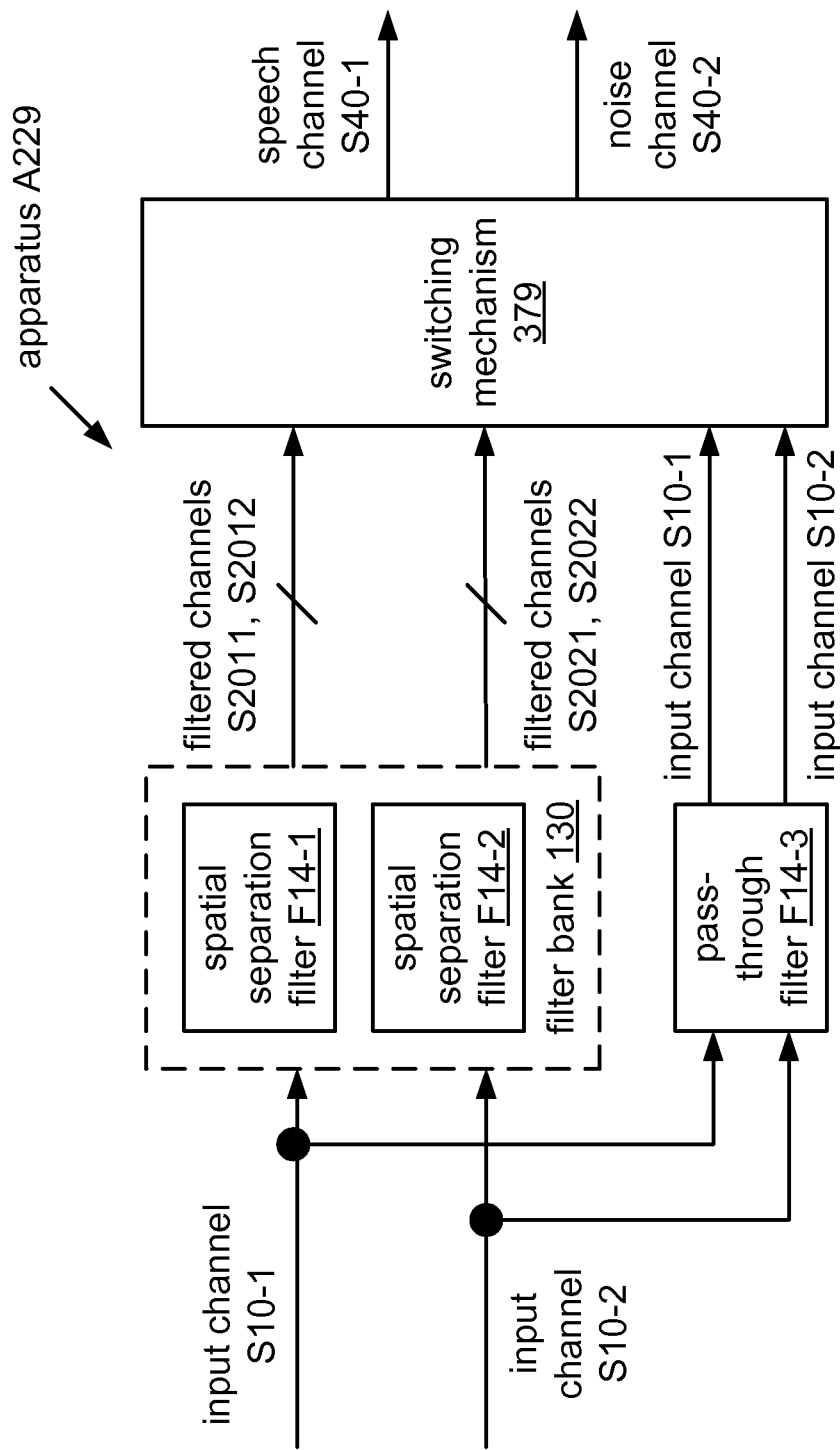 apparatus A229
input channel
S10-1
input
channel
S10-2
spatial
separation
filter F14-1
spatial
separation
filter F14-2
filter bank 130
pass-
through
filter F14-3
filtered channels
S2011, S2012
filtered channels
S2021, S2022
input channel S10-1
input channel S10-2
switching
mechanism
379
speech
channel
S40-1
noise
channel
S40-2